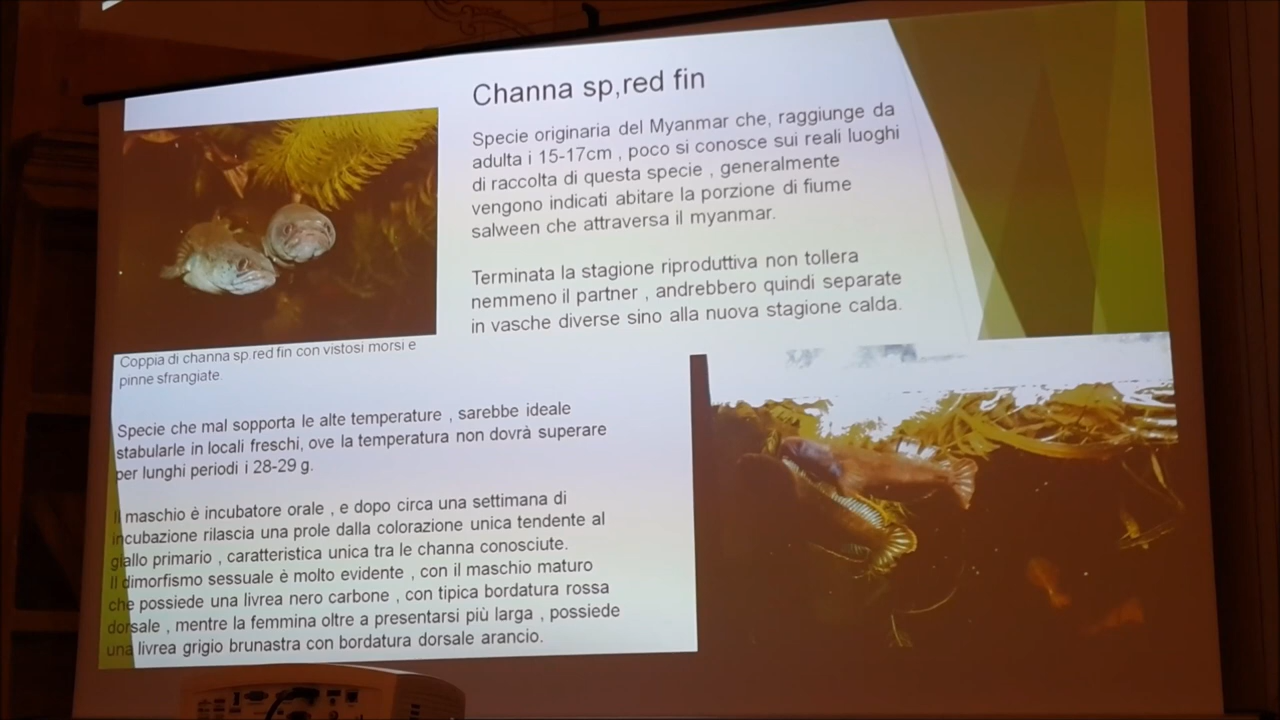 Channa sp,red fin
Specie originaria del Myanmar che, raggiunge da
adulta i 15-17cm , poco si conosce sui reali luoghi
di raccolta di questa specie , generalmente
vengono indicati abitare la porzione di fiume
salween che attraversa il myanmar.
Terminata la stagione riproduttiva non tollera
nemmeno il partner , andrebbero quindi separate
in vasche diverse sino alla nuova stagione calda.
Coppia di channa sp.red fin con vistosi morsi e
pinne sfrangiate.
Specie che mal sopporta le alte temperature , sarebbe ideale
stabularle in locali freschi, ove la temperatura non dovrà superare
per lunghi periodi i 28-29 g.
Il maschio è incubatore orale , e dopo circa una settimana di
incubazione rilascia una prole dalla colorazione unica tendente al
giallo primario , caratteristica unica tra le channa conosciute.
Il dimorfismo sessuale è molto evidente , con il maschio maturo
che possiede una livrea nero carbone , con tipica bordatura rossa
dorsale , mentre la femmina oltre a presentarsi più larga , possiede
una livrea grigio brunastra con bordatura dorsale arancio.